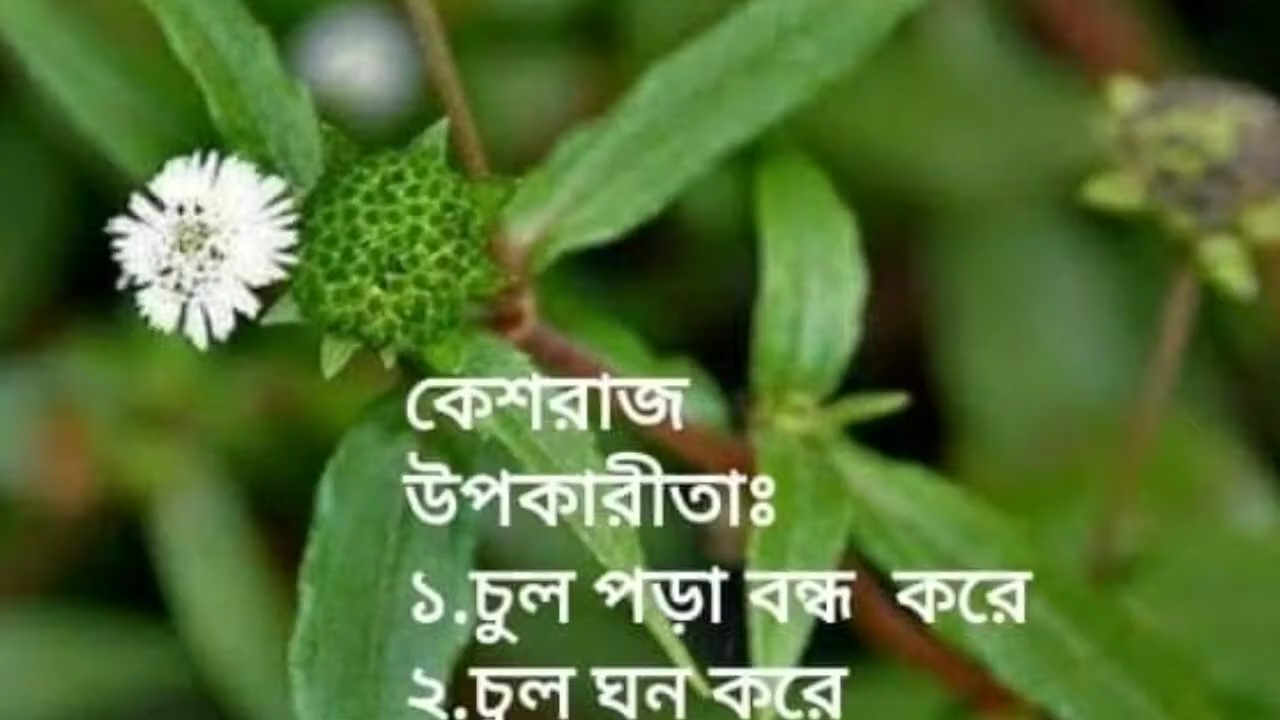 কেশরাজ
উপকারীতাঃ
১.চুল পড়া বন্ধ করে
২.চুল ঘন করে